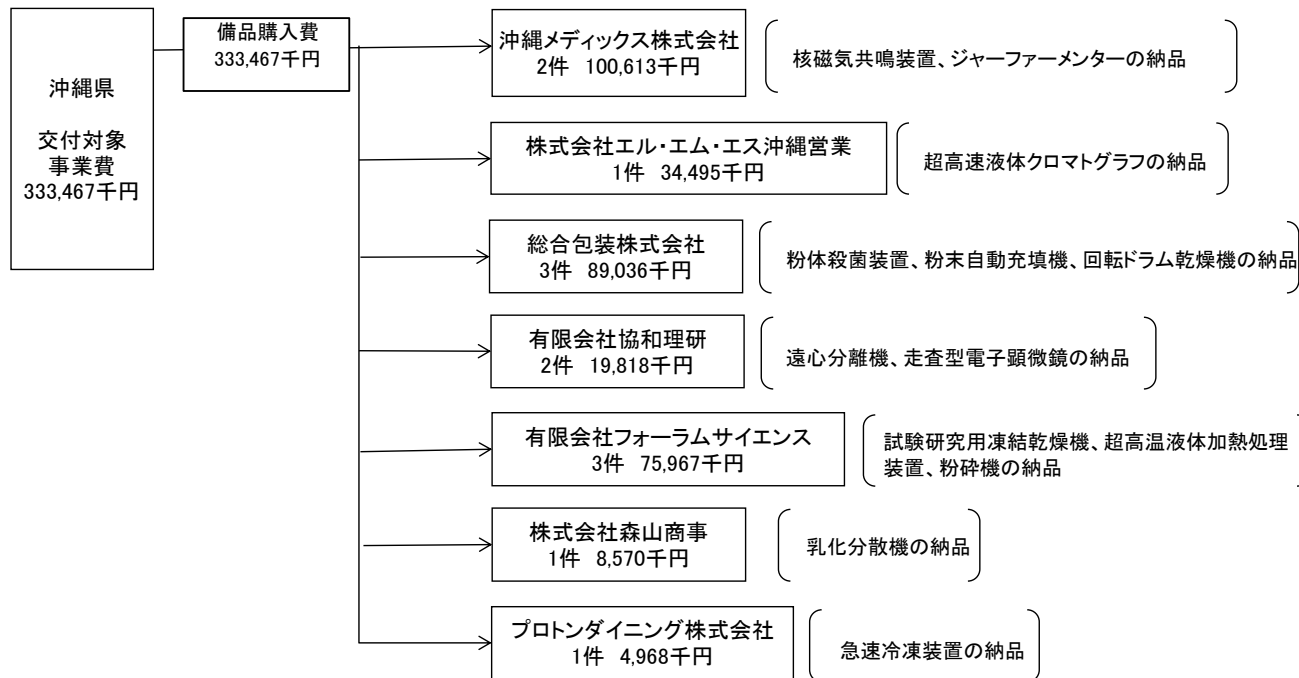 沖縄県
交付対象
事業費
333,467千円
備品購入費
333,467千円
沖縄メディックス株式会社
2件 100,613千円
核磁気共鳴装置、ジャーファーメンターの納品
株式会社エル・エム・エス沖縄営業
1件 34,495千円
超高速液体クロマトグラフの納品
総合包装株式会社
3件 89,036千円
粉体殺菌装置、粉末自動充填機、回転ドラム乾燥機の納品
有限会社協和理研
2件 19,818千円
遠心分離機、走査型電子顕微鏡の納品
有限会社フォーラムサイエンス
3件 75,967千円
試験研究用凍結乾燥機、超高温液体加熱処理
装置、粉砕機の納品
株式会社森山商事
1件 8,570千円
乳化分散機の納品
プロトンダイニング株式会社
1件 4,968千円
急速冷凍装置の納品